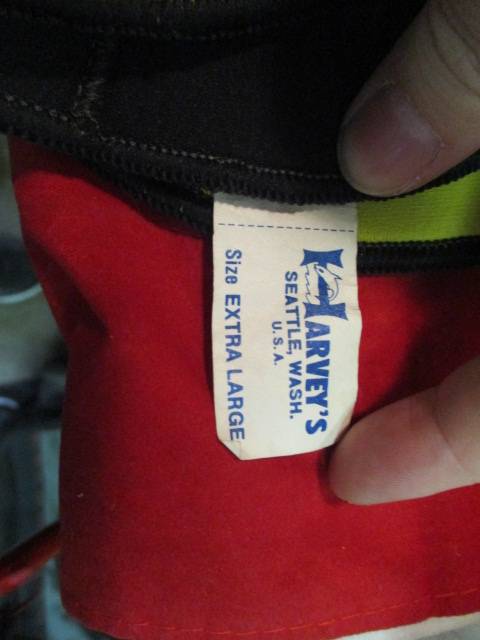 HARVEY'S
SEATTLE, WASH.
U.S.A.
Size EXTRA LARGE